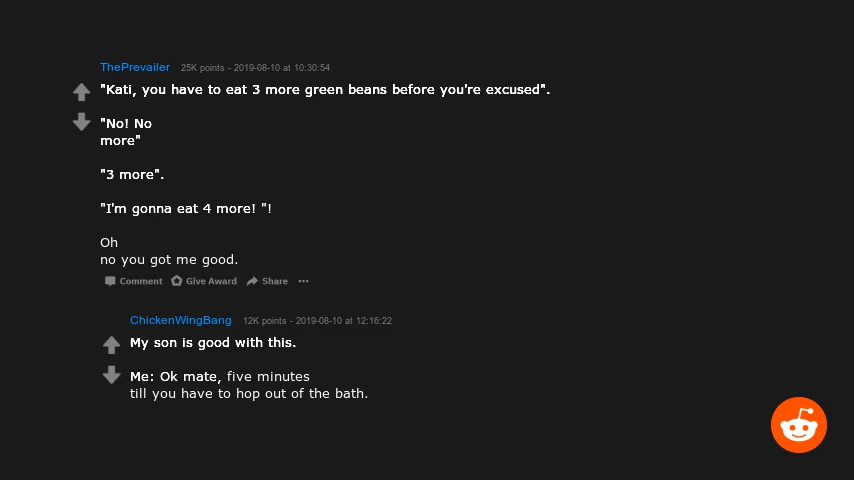 ThePrevailer 25K points - 2019-08-10 at 10:30:54
"Kati, you have to eat 3 more green beans before you're excused".
"No! No
more"
"3 more".
"I'm gonna eat 4 more! "!
Oh
no you got me good.
Comment Give Award Share ...
ChickenWingBang 12K points - 2019-08-10 at 12:16:22
My son is good with this.
Me: Ok mate, five minutes
till you have to hop out of the bath.